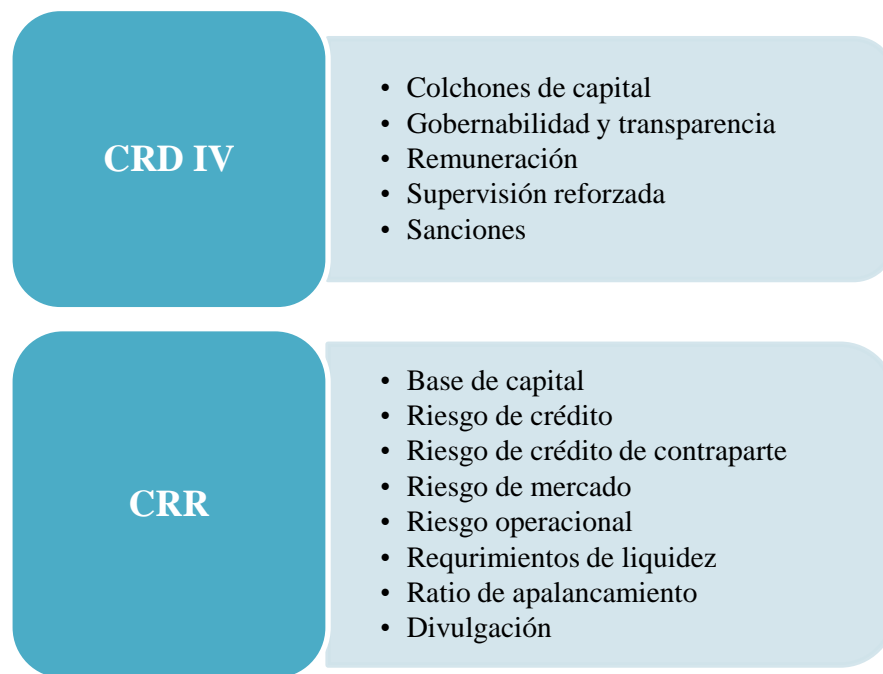 CRD IV
• Colchones de capital
• Gobernabilidad y transparencia
• Remuneración
• Supervisión reforzada
• Sanciones
CRR
• Base de capital
• Riesgo de crédito
• Riesgo de crédito de contraparte
• Riesgo de mercado
• Riesgo operacional
• Requrimientos de liquidez
• Ratio de apalancamiento
• Divulgación